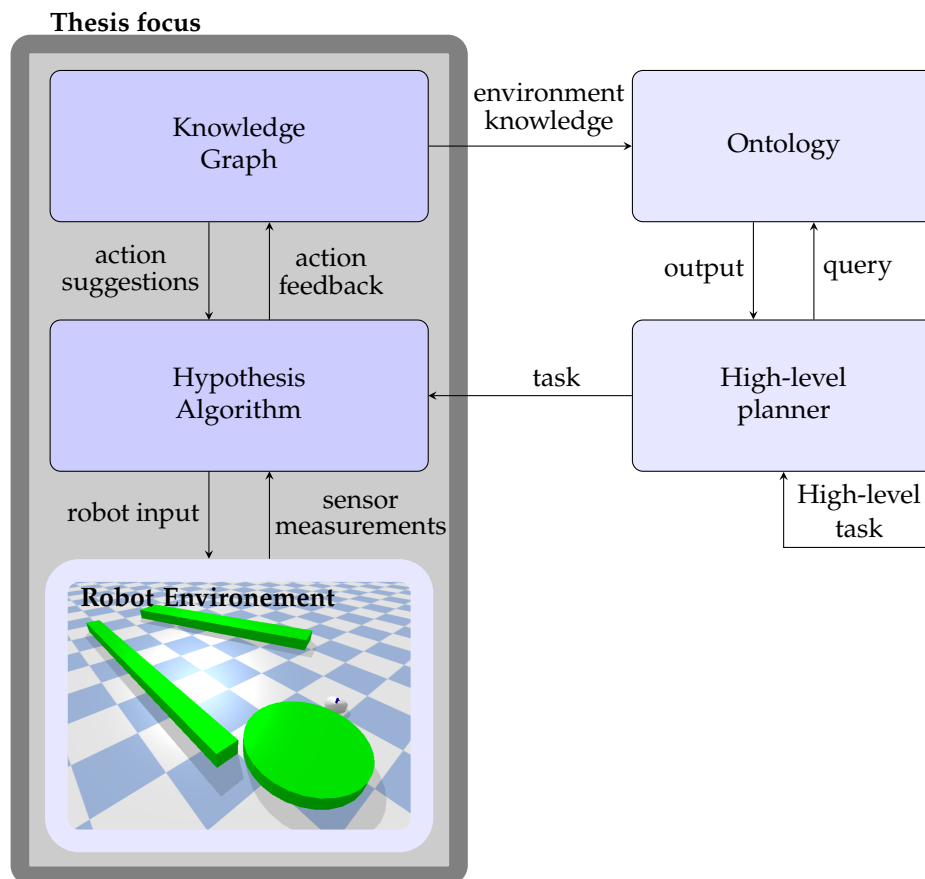 Thesis focus
Knowledge
Graph
environment
knowledge
Ontology
action
suggestions
action
feedback
output
query
Hypothesis
Algorithm
task
High-level
planner
robot input
sensor
measurements
High-level
task
Robot Environement